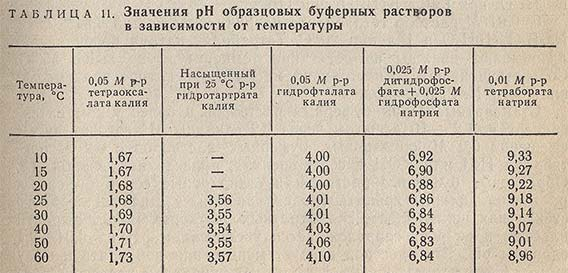 ТАБЛИЦА 11. Значения pH образцовых буферных растворов
в зависимости от температуры
Темпера-
тура, °С
0,05 М р-р
тетраокса-
лата калия
Насыщенный
при 25 °С р-р
гидротартрата
калия
0,05 М р-р
гидрофталата
калия
0,025 М р-р
дигидрофос-
фата + 0,025 М
гидрофосфата
натрия
0,01 М р-р
тетрабората
натрия
10 1,67 — 4,00 6,92 9,33
15 1,67 — 4,00 6,90 9,27
20 1,68 — 4,00 6,88 9,22
25 1,68 3,56 4,01 6,86 9,18
30 1,69 3,55 4,01 6,84 9,14
40 1,70 3,54 4,03 6,84 9,07
50 1,71 3,55 4,06 6,83 9,01
60 1,73 3,57 4,10 6,84 8,96